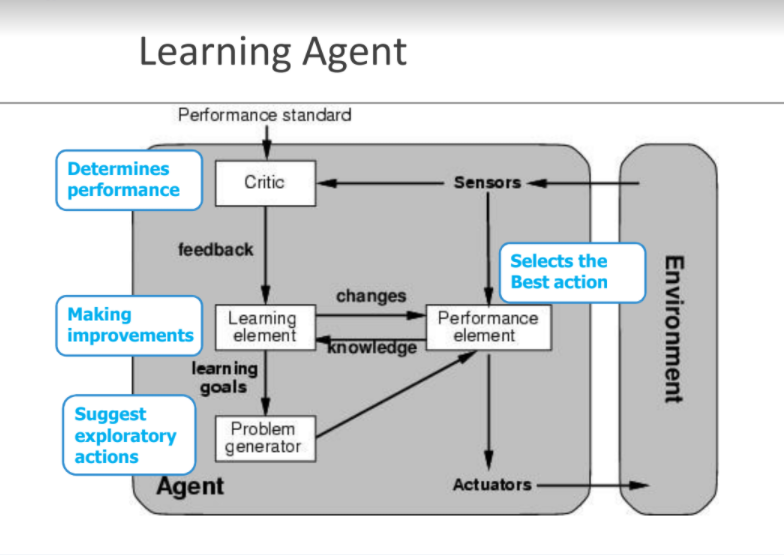 Learning Agent
Performance standard
Determines
performance
Critic
Sensors
feedback
Selects the
Best action
changes
Making
improvements
Learning
element
Performance
element
knowledge
learning
goals
Suggest
exploratory
actions
Problem
generator
Agent
Actuators
Environment